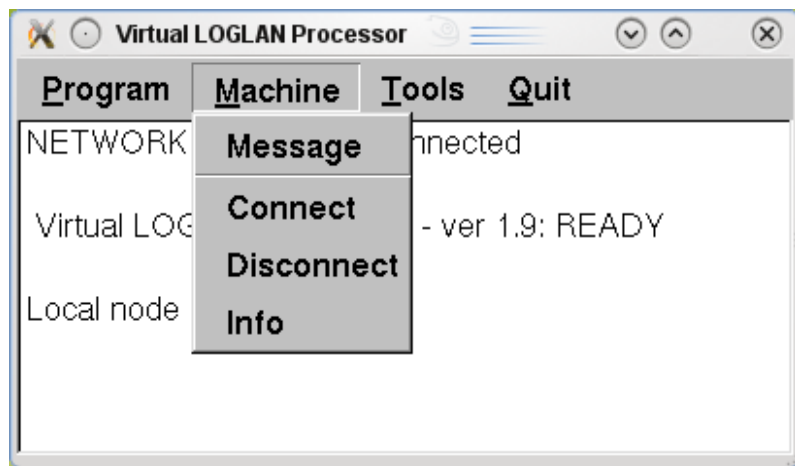 Virtual LOGLAN Processor
Program Machine Tools Quit
NETWORK nnected
Message
Connect
Virtual LOG - ver 1.9: READY
Disconnect
Local node
Info